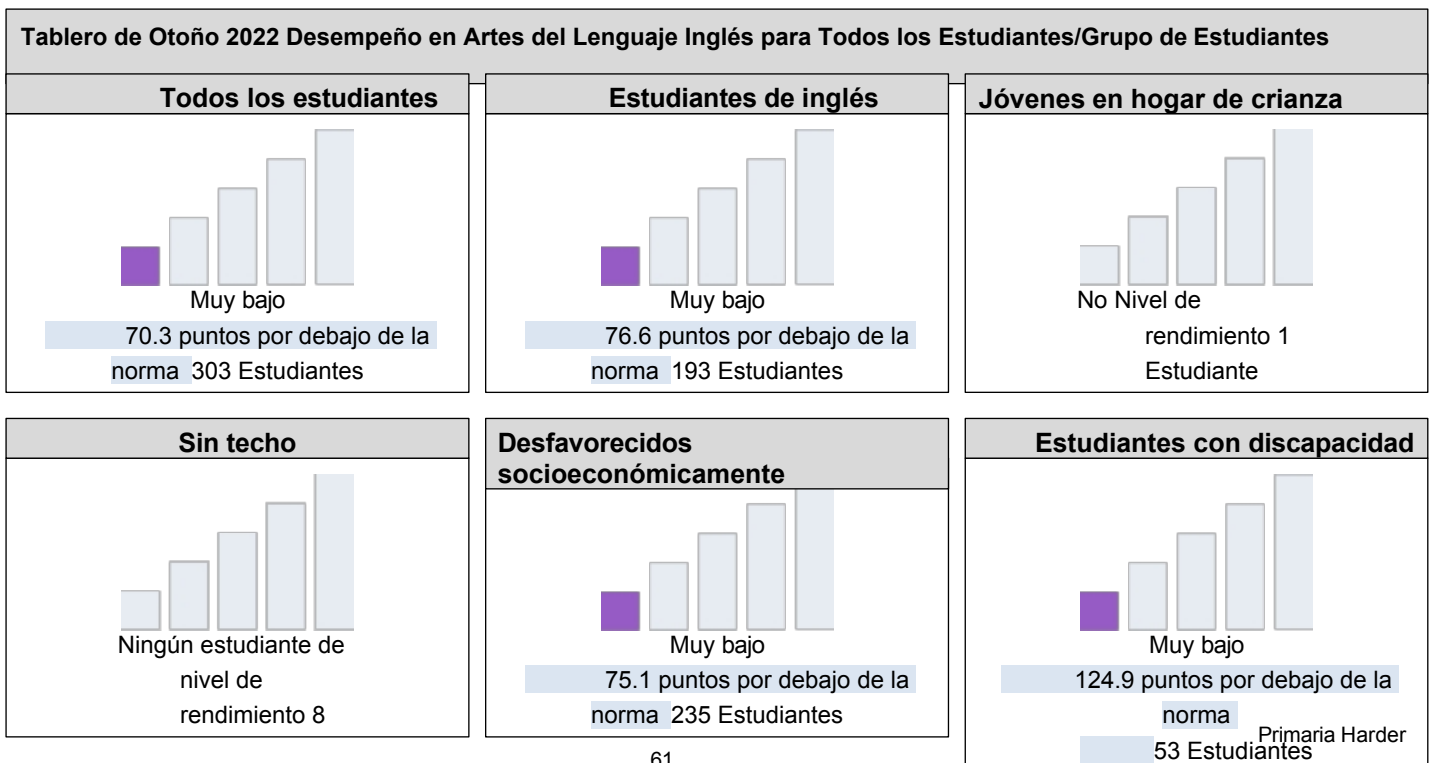 Tablero de Otoño 2022 Desempeño en Artes del Lenguaje Inglés para Todos los Estudiantes/Grupo de Estudiantes
Todos los estudiantes
Muy bajo
70.3 puntos por debajo de la
norma 303 Estudiantes
Estudiantes de inglés
Muy bajo
76.6 puntos por debajo de la
norma 193 Estudiantes
Jóvenes en hogar de crianza
No Nivel de
rendimiento 1
Estudiante
Sin techo
Ningún estudiante de
nivel de
rendimiento 8
Desfavorecidos
socioeconómicamente
Muy bajo
75.1 puntos por debajo de la
norma 235 Estudiantes
Estudiantes con discapacidad
Muy bajo
124.9 puntos por debajo de la
norma
53 Estudiantes
Primaria Harder
61